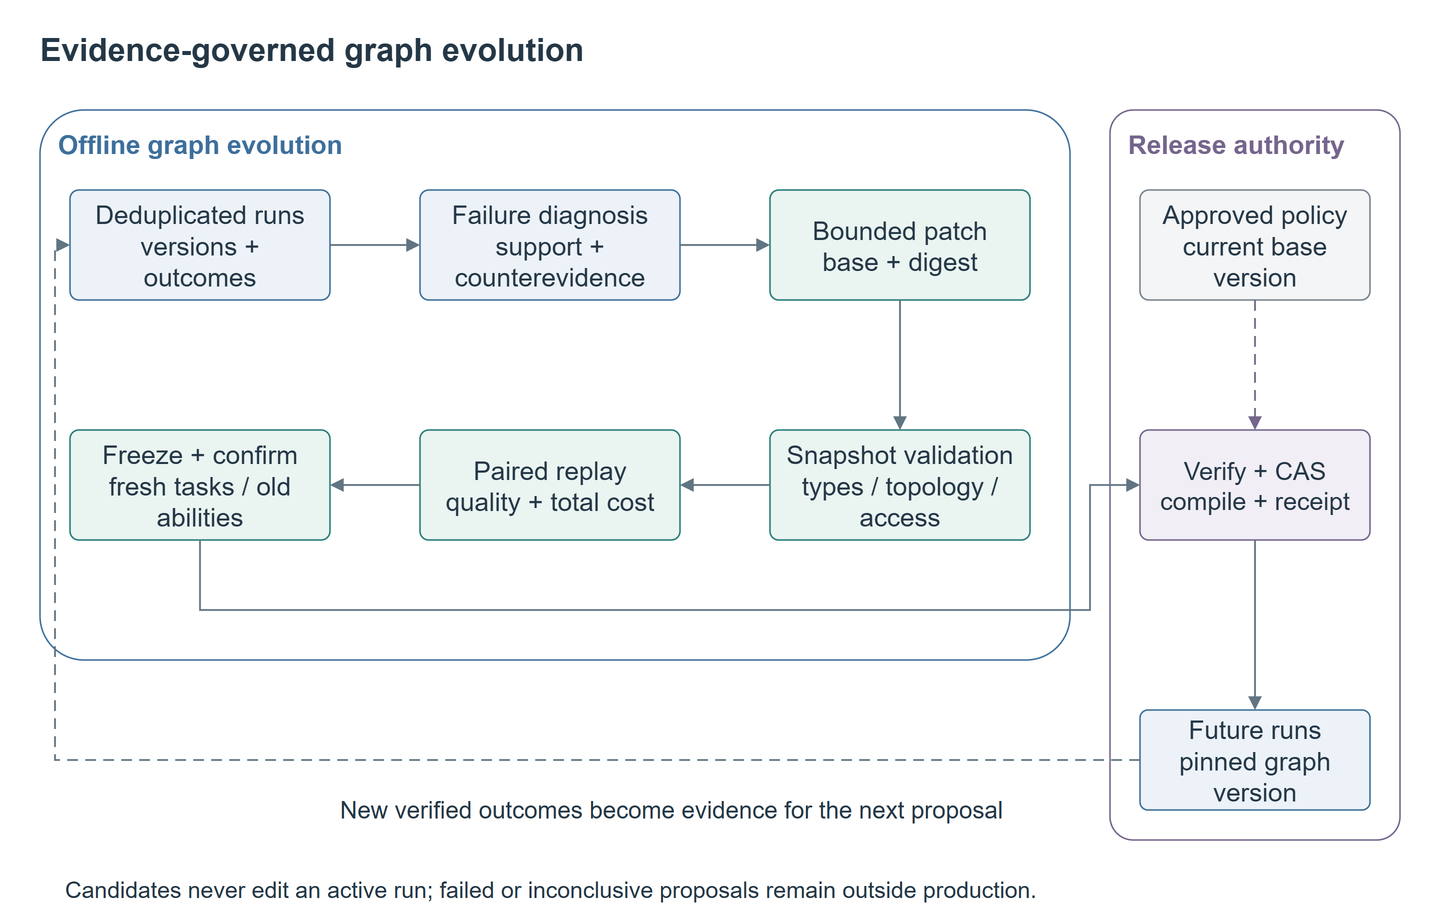 Evidence-governed graph evolution
Offline graph evolution
Release authority
Deduplicated runs
versions +
outcomes
Failure diagnosis
support +
counterevidence
Bounded patch
base + digest
Approved policy
current base
version
Freeze + confirm
fresh tasks / old
abilities
Paired replay
quality + total cost
Snapshot validation
types / topology /
access
Verify + CAS
compile + receipt
Future runs
pinned graph
version
New verified outcomes become evidence for the next proposal
Candidates never edit an active run; failed or inconclusive proposals remain outside production.